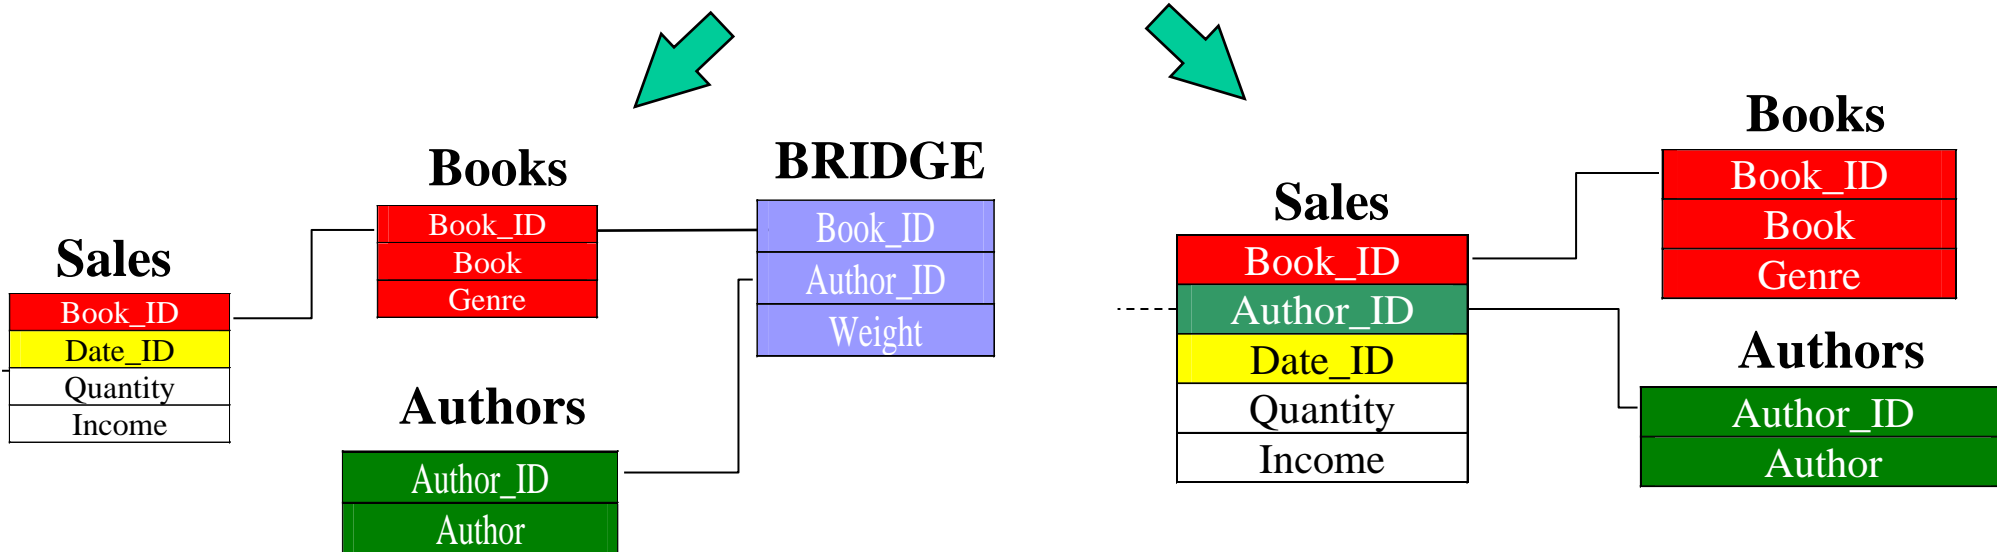 Sales
Book_ID
Date_ID
Quantity
Income
Books
Book_ID
Book
Genre
Authors
Author_ID
Author
BRIDGE
Book_ID
Author_ID
Weight
Sales
Book_ID
Author_ID
Date_ID
Quantity
Income
Books
Book_ID
Book
Genre
Authors
Author_ID
Author